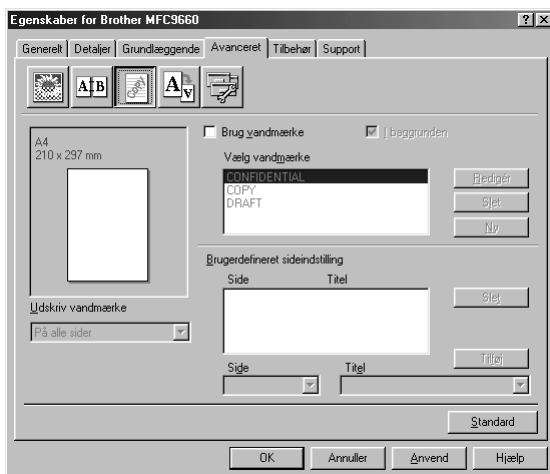 Egenskaber for Brother MFC9660
Generelt Detaljer Grundlæggende Avanceret Tilbehør Support
A B
Copy
A A
A4
210 x 297 mm
Brug vandmærke
I baggrunden
Vælg vandmærke
CONFIDENTIAL
COPY
DRAFT
Redigér
Slet
Ny
Udskriv vandmærke
På alle sider
Brugerdefineret sideindstilling
Side Titel
Slet
Tilføj
Side Titel
Standard
OK Annuller Anvend Hjælp